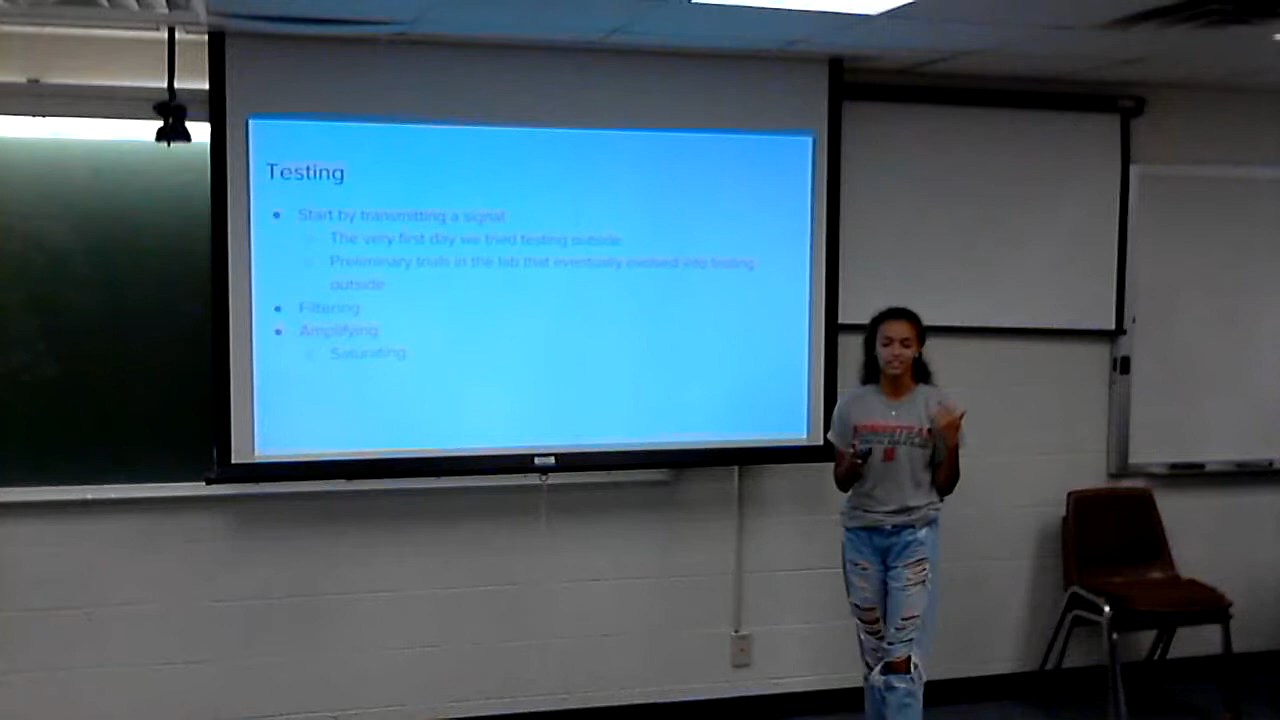 Testing
Start by transmitting a signal
The very first day we tried testing outside
Preliminary trials in the lab that eventually evolved into testing
outside
Filtering
Amplifying
Saturating